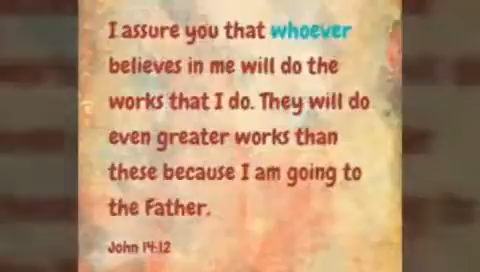 I assure you that whoever
believes in me will do the
works that I do. They will do
even greater works than
these because I am going to
the Father.
John 14:12